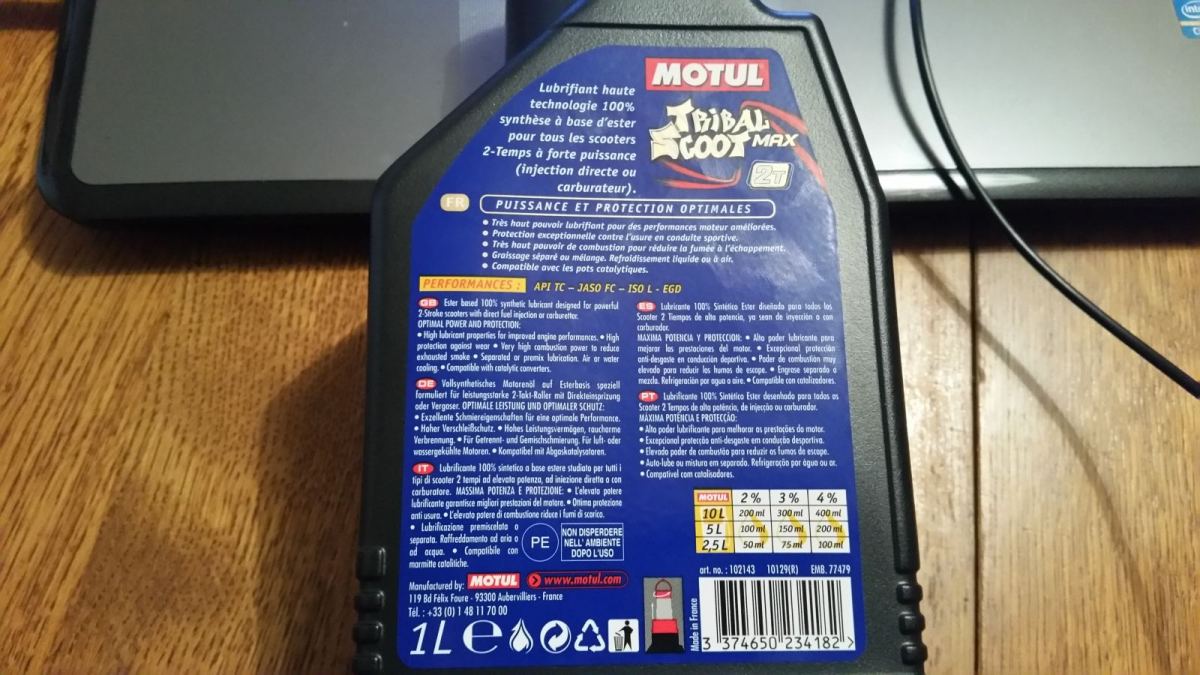 MOTUL
TRIBAL
SCOOT MAX
2T
Lubrifiant haute
technologie 100%
synthèse à base d'ester
pour tous les scooters
2-Temps à forte puissance
(injection directe ou
carburateur).
FR PUISSANCE ET PROTECTION OPTIMALES
• Très haut pouvoir lubrifiant pour des performances moteur améliorées.
• Protection exceptionnelle contre l'usure en conduite sportive.
• Très haut pouvoir de combustion pour réduire la fumée à l'échappement.
• Graissage séparé ou mélange. Refroidissement liquide ou à air.
• Compatible avec les pots catalytiques.
PERFORMANCES : API TC – JASO FC – ISO L - EGD
GB Ester based 100% synthetic lubricant designed for powerful
2-Stroke scooters with direct fuel injection or carburettor.
OPTIMAL POWER AND PROTECTION:
• High lubricant properties for improved engine performances. • High
protection against wear • Very high combustion power to reduce
exhausted smoke • Separated or premix lubrication. Air or water
cooling. • Compatible with catalytic converters.
DE Vollsynthetisches Motorenöl auf Esterbasis speziell
formuliert für leistungsstarke 2-Takt-Roller mit Direkteinsprizung
oder Vergaser. OPTIMALE LEISTUNG UND OPTIMALER SCHUTZ:
• Exzellente Schmiereigenschaften für eine optimale Performance.
• Hoher Verschleißschutz. • Hohes Leistungsvermögen, raucharme
Verbrennung. • Für Getrennt- und Gemischschmierung. Für luft- oder
wassergekühlte Motoren. • Kompatibel mit Abgaskatalysatoren.
IT Lubrificante 100% sintetico a base estere studiato per tutti i
tipi di scooter 2 tempi ad elevata potenza, ad iniezione diretta a con
carburatore. MASSIMA POTENZA E PROTEZIONE: • L'elevato potere
lubrificante garantisce migliori prestazioni del motore. • Ottima protezione
anti usura. • L'elevato potere di combustione riduce i fumi di scarico.
• Lubrificazione premiscelata o
separata. Raffreddamento ad aria o
ad acqua. • Compatibile con
marmitte catalitiche.
PE
NON DISPERDERE
NELL' AMBIENTE
DOPO L'USO
ES Lubricante 100% Sintético Ester diseñado para todos los
Scooter 2 Tiempos de alta potencia, ya sean de inyección o con
carburador.
MAXIMA POTENCIA Y PROTECCION: • Alto poder lubricante para
mejorar las prestaciones del motor. • Excepcional protección
anti-desgaste en conducción deportiva. • Poder de combustión muy
elevado para reducir los humos de escape. • Engrase separado o
mezcla. Refrigeración por agua o aire. • Compatible con catalizadores.
PT Lubrificante 100% Sintético Ester desenhado para todas as
Scooter 2 Tempos de alta potência, de injecção ou carburador.
MÁXIMA POTÊNCIA E PROTECÇÃO:
• Alto poder lubrificante para melhorar as prestações do motor.
• Excepcional protecção anti-desgaste em condução desportiva.
• Elevado poder de combustão para reduzir os fumos de escape.
• Auto-lube ou mistura em separado. Refrigeração por água ou ar.
• Compatível com catalisadores.
MOTUL 2 % 3 % 4 %
10 L 200 ml 300 ml 400 ml
5 L 100 ml 150 ml 200 ml
2,5 L 50 ml 75 ml 100 ml
art. no. : 102143 10129(R) EMB. 77479
Manufactured by: MOTUL www.motul.com
119 Bd Félix Faure - 93300 Aubervilliers - France
Tél. : +33 (0) 1 48 11 70 00
1L e
Made in France
3 374650 234182 >
intel